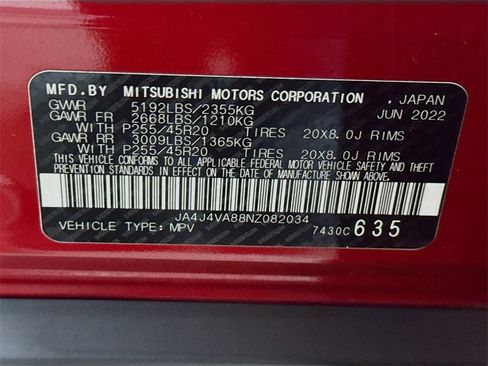 MFD.BY MITSUBISHI MOTORS CORPORATION, JAPAN
GVWR 5192LBS/2355KG JUN 2022
GAWR FR 2668LBS/1210KG
WITH P255/45R20 TIRES 20X8.0J RIMS
GAWR RR 3009LBS/1365KG
WITH P255/45R20 TIRES 20X8.0J RIMS
THIS VEHICLE CONFORMS TO ALL APPLICABLE FEDERAL MOTOR VEHICLE SAFETY AND THEFT
PREVENTION STANDARDS IN EFFECT ON THE DATE OF MANUFACTURE SHOWN ABOVE.
JA4J4VA88NZ082034
VEHICLE TYPE: MPV 7430C 635